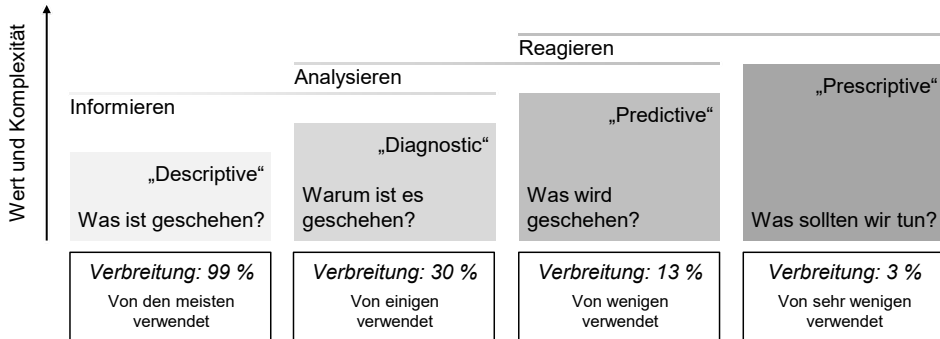 Wert und Komplexität
Reagieren
Analysieren
Informieren
„Descriptive“
Was ist geschehen?
„Diagnostic“
Warum ist es
geschehen?
„Predictive“
Was wird
geschehen?
„Prescriptive“
Was sollten wir tun?
Verbreitung: 99 %
Von den meisten
verwendet
Verbreitung: 30 %
Von einigen
verwendet
Verbreitung: 13 %
Von wenigen
verwendet
Verbreitung: 3 %
Von sehr wenigen
verwendet